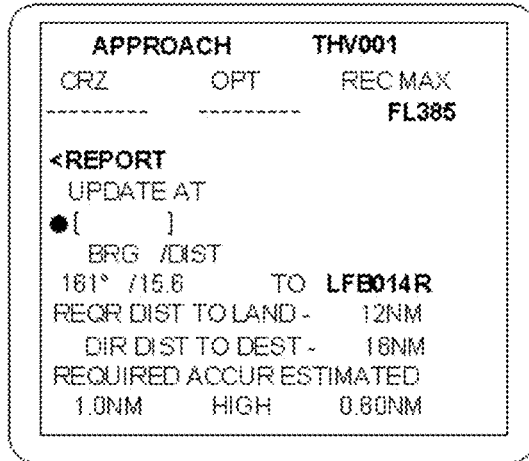 APPROACH THV001
CRZ OPT REC MAX
--------- --------- FL385
<REPORT
UPDATE AT
●[ ]
BRG /DIST
161° /15.6 TO LFB014R
REQR DIST TO LAND - 12NM
DIR DIST TO DEST - 18NM
REQUIRED ACCUR ESTIMATED
1.0NM HIGH 0.80NM